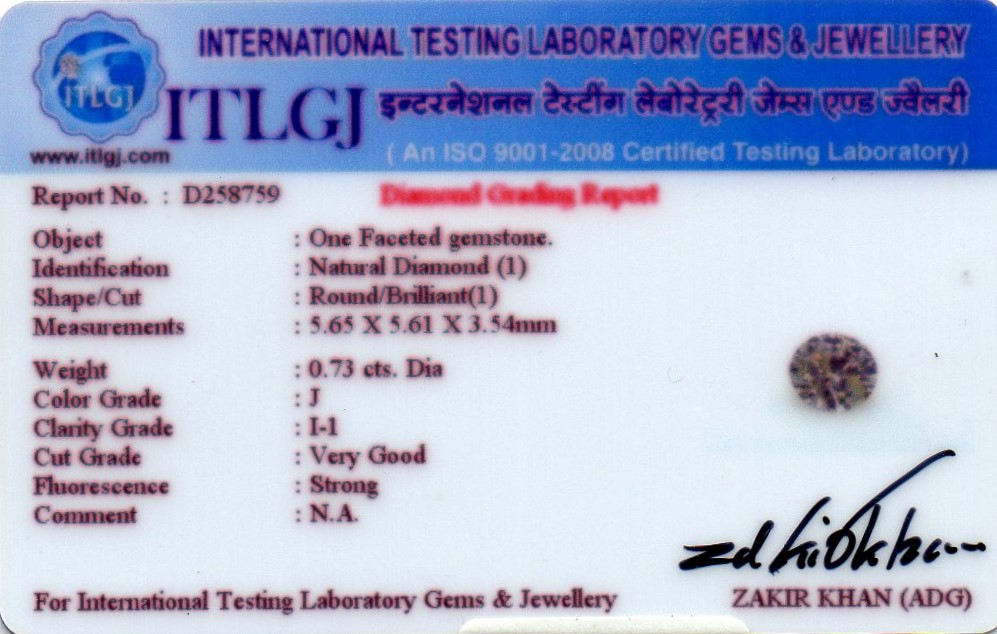 INTERNATIONAL TESTING LABORATORY GEMS & JEWELLERY
ITLGJ
ITLGJ
इन्टरनेशनल टेस्टींग लेबोरेट्ररी जेम्स एण्ड ज्वैलरी
www.itlgj.com
( An ISO 9001-2008 Certified Testing Laboratory)
Report No. : D258759
Diamond Grading Report
Object : One Faceted gemstone.
Identification : Natural Diamond (1)
Shape/Cut : Round/Brilliant(1)
Measurements : 5.65 X 5.61 X 3.54mm
Weight : 0.73 cts. Dia
Color Grade : J
Clarity Grade : I-1
Cut Grade : Very Good
Fluorescence : Strong
Comment : N.A.
For International Testing Laboratory Gems & Jewellery
ZAKIR KHAN (ADG)